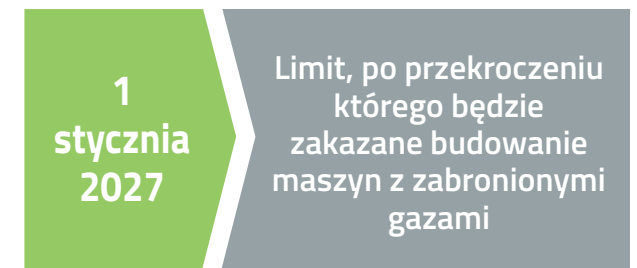 1
stycznia
2027
Limit, po przekroczeniu
którego będzie
zakazane budowanie
maszyn z zabronionymi
gazami